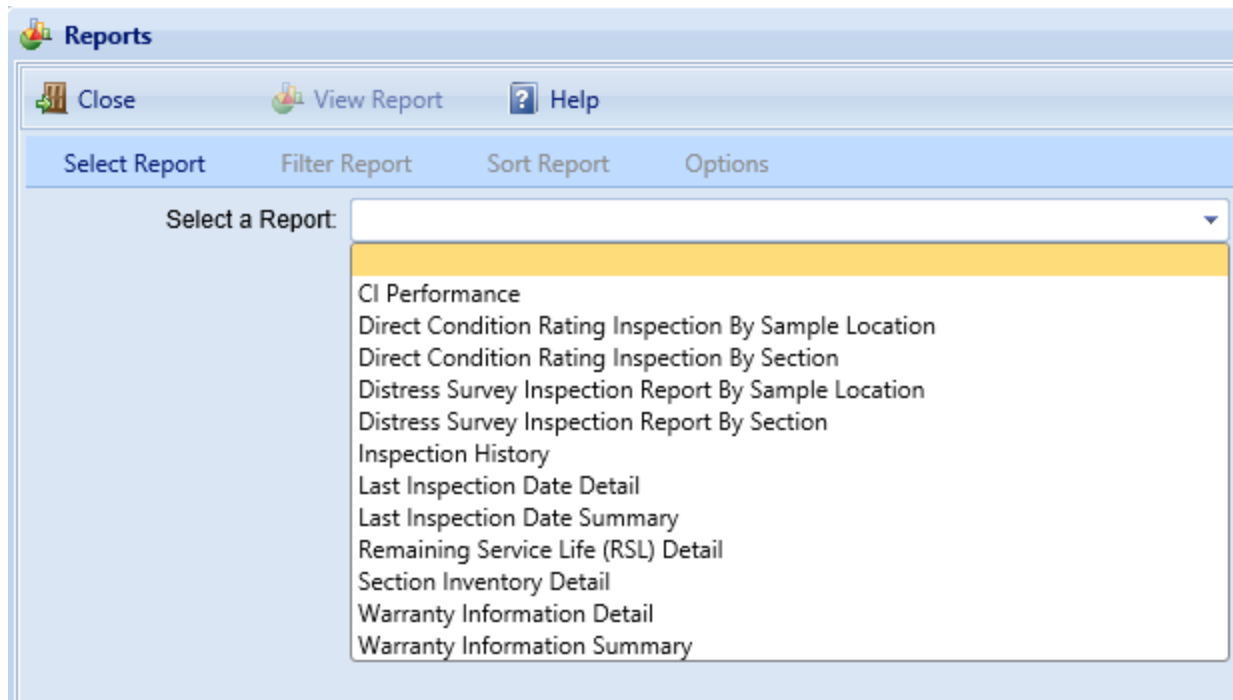 Reports
Close View Report Help
Select Report Filter Report Sort Report Options
Select a Report:
CI Performance
Direct Condition Rating Inspection By Sample Location
Direct Condition Rating Inspection By Section
Distress Survey Inspection Report By Sample Location
Distress Survey Inspection Report By Section
Inspection History
Last Inspection Date Detail
Last Inspection Date Summary
Remaining Service Life (RSL) Detail
Section Inventory Detail
Warranty Information Detail
Warranty Information Summary